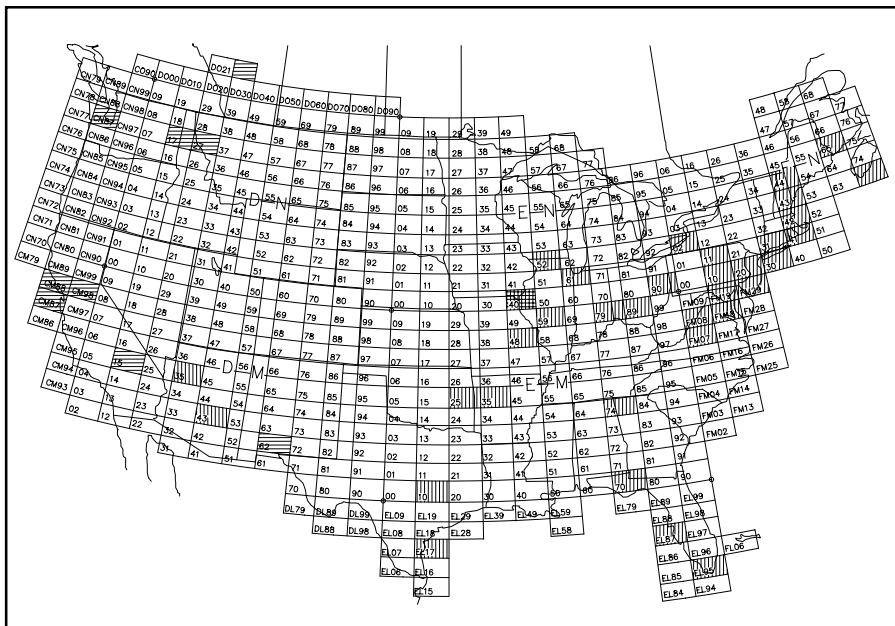 DO21
CO90 DO00 DO10 DO20 DO30 DO40 DO50 DO60 DO70 DO80 DO90
CN79 CN89 CN99 09 19 29 39 49 59 69 79 89 99 09 19 29 39 49
48 58 68
CN78 CN88 CN98 08 18 28 38 48 58 68 78 88 98 08 18 28 38 48 58 68
47 57 67 77
CN77 CN87 CN97 07 17 27 37 47 57 67 77 87 97 07 17 27 37 47 57 67 77
96 06 16 26 36 46 56 66 76
CN76 CN86 CN96 06 16 26 36 46 56 66 76 86 96 06 16 26 36 46 56 66 76 86
95 05 15 25 35 45 55 65 75
CN75 CN85 CN95 05 15 25 35 45 55 65 75 85 95 05 15 25 35 45 55 65 75 85
D N
E N
F N
CN74 CN84 CN94 04 14 24 34 44 54 64 74 84 94 04 14 24 34 44 54 64 74 84 94 04 14 24 34 44 54 64 74
CN73 CN83 CN93 03 13 23 33 43 53 63 73 83 93 03 13 23 33 43 53 63 73 83 93 03 13 23 33 43 53 63
CN72 CN82 CN92 02 12 22 32 42 52 62 72 82 92 02 12 22 32 42 52 62 72 82 92 02 12 22 32 42 52
CN71 CN81 CN91 01 11 21 31 41 51 61 71 81 91 01 11 21 31 41 51 61 71 81 91 01 11 21 31 41 51
CN70 CN80 CN90 00 10 20 30 40 50 60 70 80 90 00 10 20 30 40 50 60 70 80 90 00 10 20 30 40 50
CM79 CM89 CM99 09 19 29 39 49 59 69 79 89 99 09 19 29 39 49 59 69 79 89 99 FM09 FM19 FM29
CM88 CM98 08 18 28 38 48 58 68 78 88 98 08 18 28 38 48 58 68 78 88 98 FM08 FM18 FM28
CM87 CM97 07 17 27 37 47 57 67 77 87 97 07 17 27 37 47 57 67 77 87 97 FM07 FM17 FM27
CM86 CM96 06 16 26 36 46 56 66 76 86 96 06 16 26 36 46 56 66 76 86 96 FM06 FM16 FM26
D M
E M
CM95 05 15 25 35 45 55 65 75 85 95 05 15 25 35 45 55 65 75 85 95 FM05 FM15 FM25
CM94 04 14 24 34 44 54 64 74 84 94 04 14 24 34 44 54 64 74 84 94 FM04 FM14
CM93 03 13 23 33 43 53 63 73 83 93 03 13 23 33 43 53 63 73 83 93 FM03 FM13
02 12 22 32 42 52 62 72 82 92 02 12 22 32 42 52 62 72 82 92 FM02
31 41 51 61 71 81 91 01 11 21 31 41 51 61 71 81 91
70 80 90 00 10 20 30 40 50 60 70 80 90
DL79 DL89 DL99 EL09 EL19 EL29 EL39 EL49 EL59 EL79 EL89 EL99
DL88 DL98 EL08 EL18 EL28 EL58 EL88 EL98
EL07 EL17 EL87 EL97
EL06 EL16 EL86 EL96 FL06
EL15 EL85 EL95
EL84 EL94